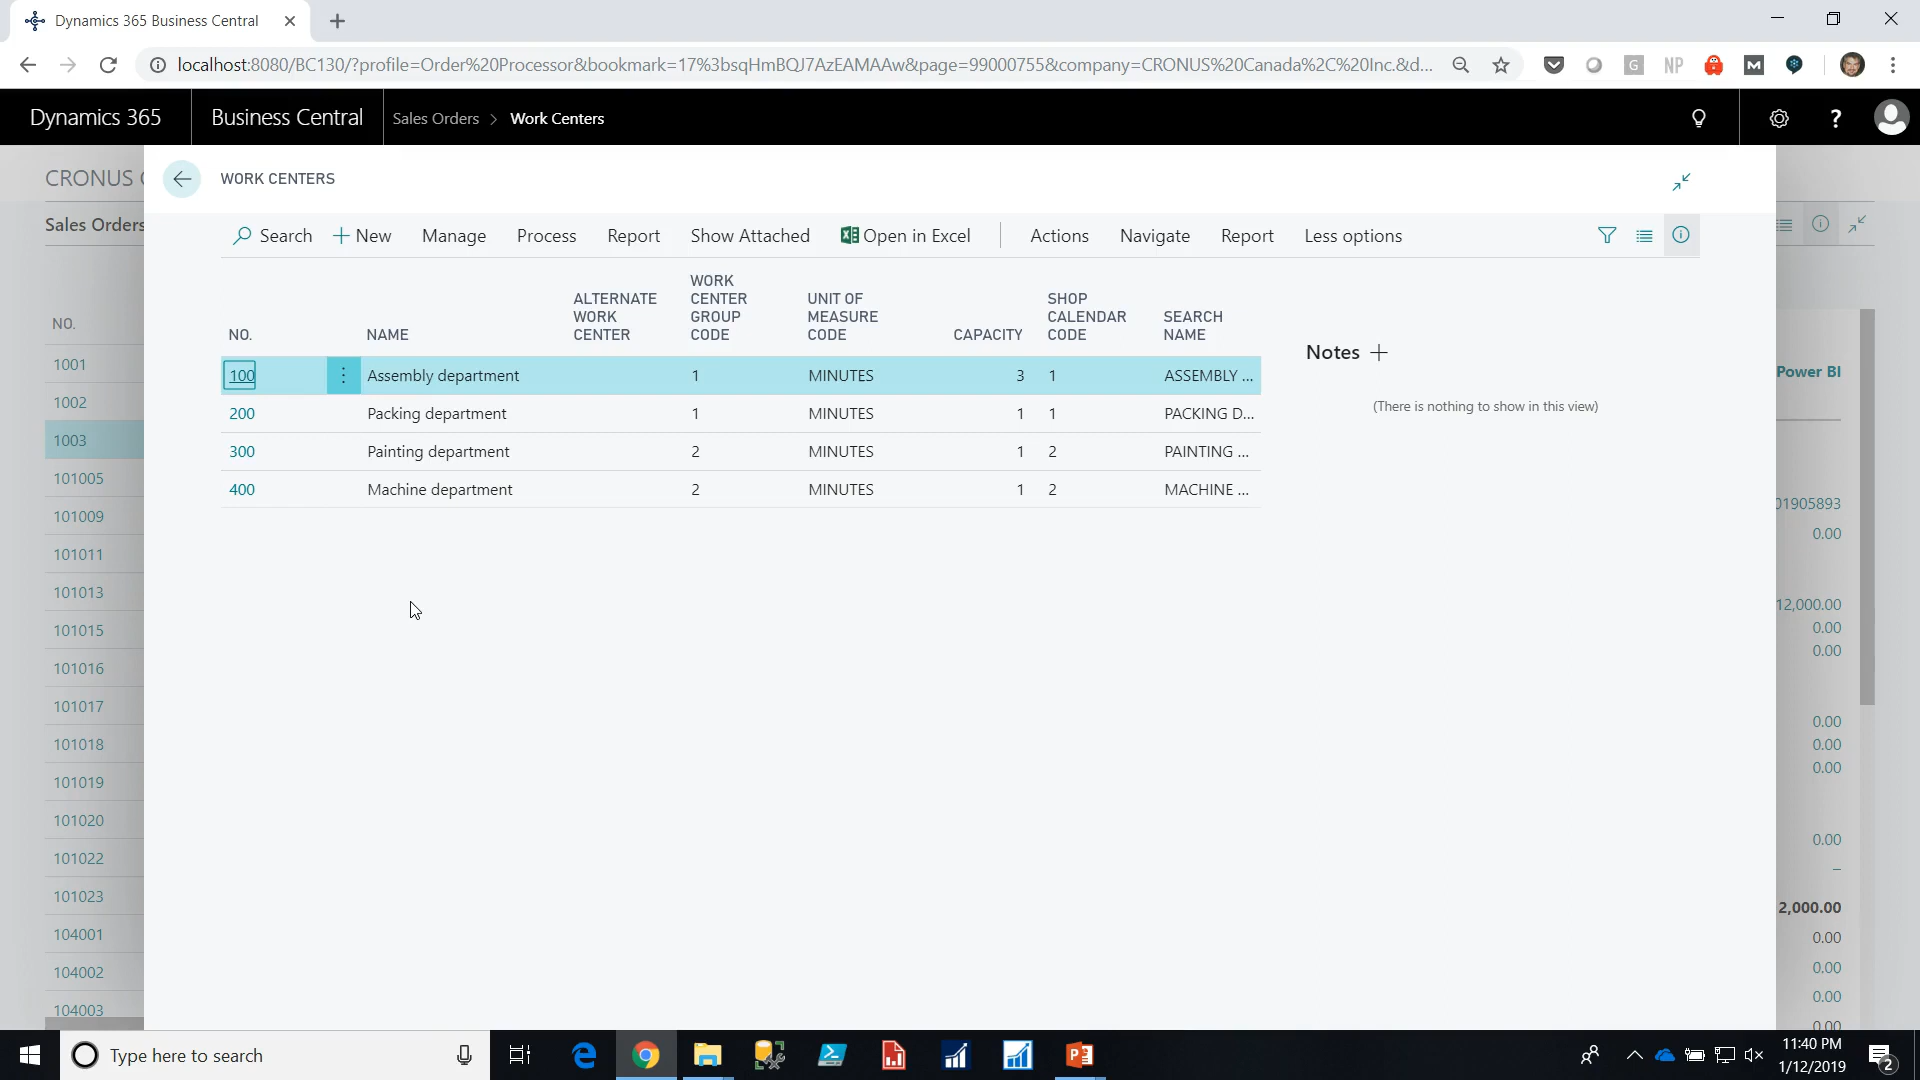 Dynamics 365 Business Central
localhost:8080/BC130/?profile=Order%20Processor&bookmark=17%3bsqHmBQJ7AzEAMAAw&page=99000755&company=CRONUS%20Canada%2C%20Inc.&d...
G NP M
Dynamics 365 Business Central Sales Orders > Work Centers ?
CRONUS
Sales Orders
WORK CENTERS
Search + New Manage Process Report Show Attached Open in Excel Actions Navigate Report Less options
NO. NAME ALTERNATE WORK CENTER WORK CENTER GROUP CODE UNIT OF MEASURE CODE CAPACITY SHOP CALENDAR CODE SEARCH NAME
100 Assembly department 1 MINUTES 3 1 ASSEMBLY ...
200 Packing department 1 MINUTES 1 1 PACKING D...
300 Painting department 2 MINUTES 1 2 PAINTING ...
400 Machine department 2 MINUTES 1 2 MACHINE ...
Notes +
(There is nothing to show in this view)
NO.
1001
1002
1003
101005
101009
101011
101013
101015
101016
101017
101018
101019
101020
101022
101023
104001
104002
104003
Power BI
01905893
0.00
12,000.00
0.00
0.00
0.00
0.00
0.00
0.00
–
2,000.00
0.00
0.00
0.00
0.00
Type here to search
11:40 PM
1/12/2019
2